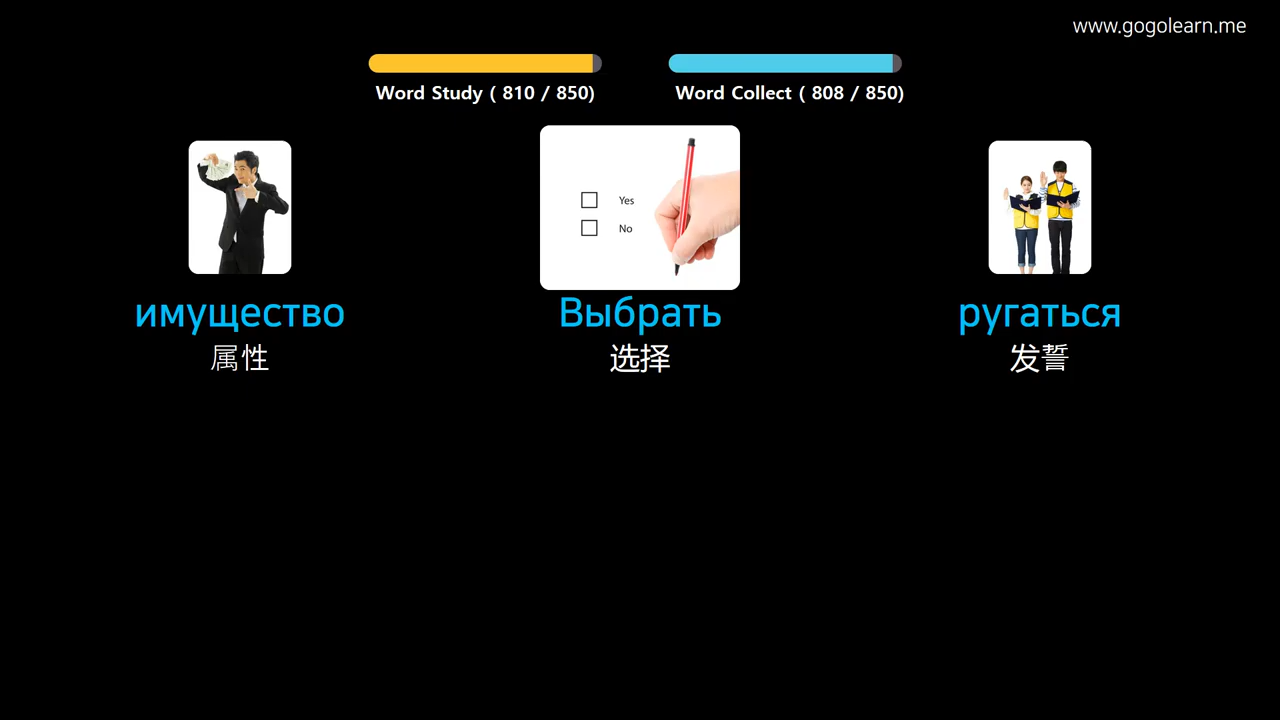 www.gogolearn.me
Word Study ( 810 / 850)
Word Collect ( 808 / 850)
Yes
No
имущество
Выбрать
ругаться
属性
选择
发誓